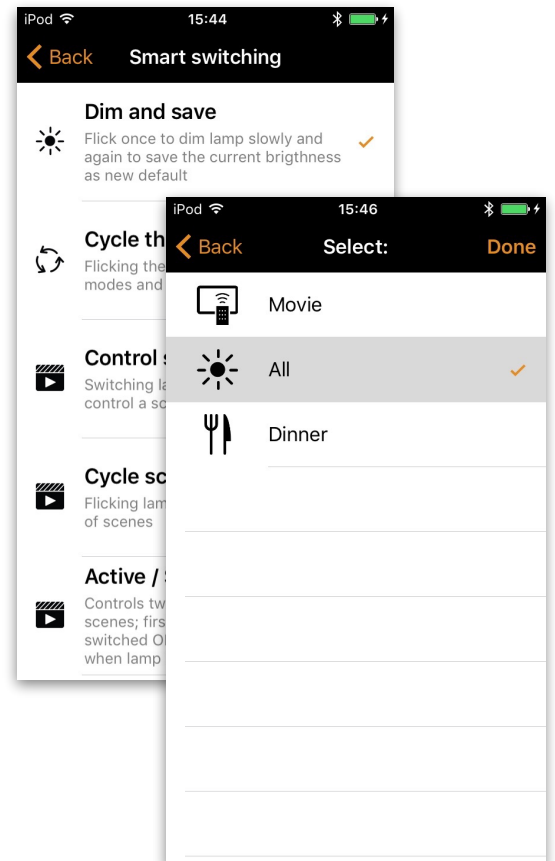 iPod 15:44
Back Smart switching
Dim and save
Flick once to dim lamp slowly and
again to save the current brigthness
as new default
Cycle th
Flicking the
modes and
Control s
Switching la
control a sc
Cycle sc
Flicking lam
of scenes
Active /
Controls tw
scenes; firs
switched O
when lamp
iPod 15:46
Back Select: Done
Movie
All
Dinner